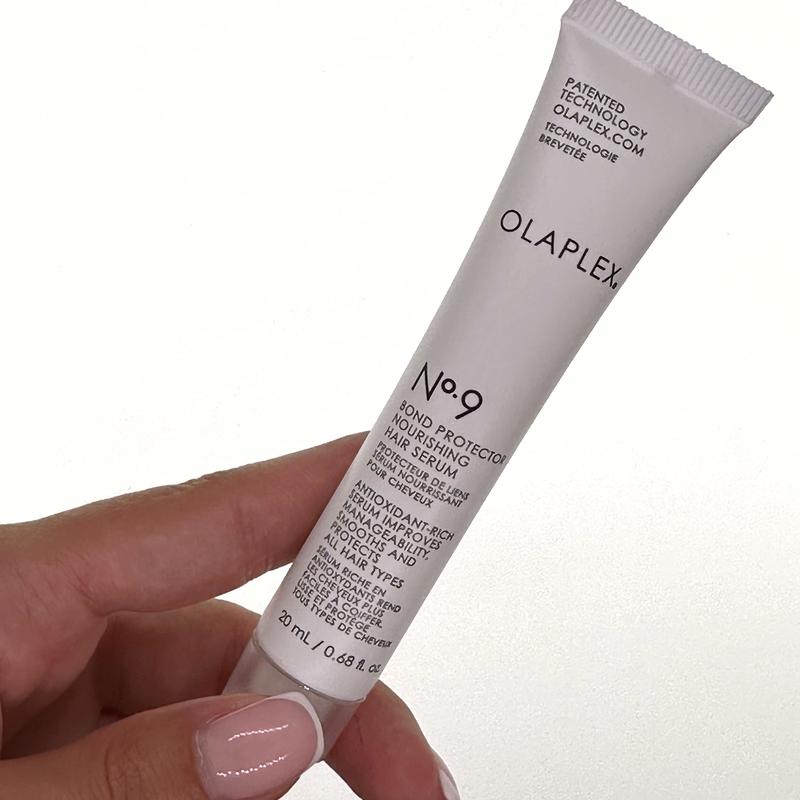 PATENTED
TECHNOLOGY
OLAPLEX.COM
TECHNOLOGIE
BREVETÉE
OLAPLEX.
Nº.9
BOND PROTECTOR
NOURISHING
HAIR SERUM
PROTECTEUR DE LIENS
SÉRUM NOURRISSANT
POUR CHEVEUX
ANTIOXIDANT-RICH
SERUM IMPROVES
MANAGEABILITY,
SMOOTHS AND
PROTECTS
ALL HAIR TYPES
SÉRUM RICHE EN
ANTIOXYDANTS REND
LES CHEVEUX PLUS
FACILES À COIFFER.
LISSE ET PROTÈGE
TOUS TYPES DE CHEVEUX
20 mL / 0.68 fl. oz.